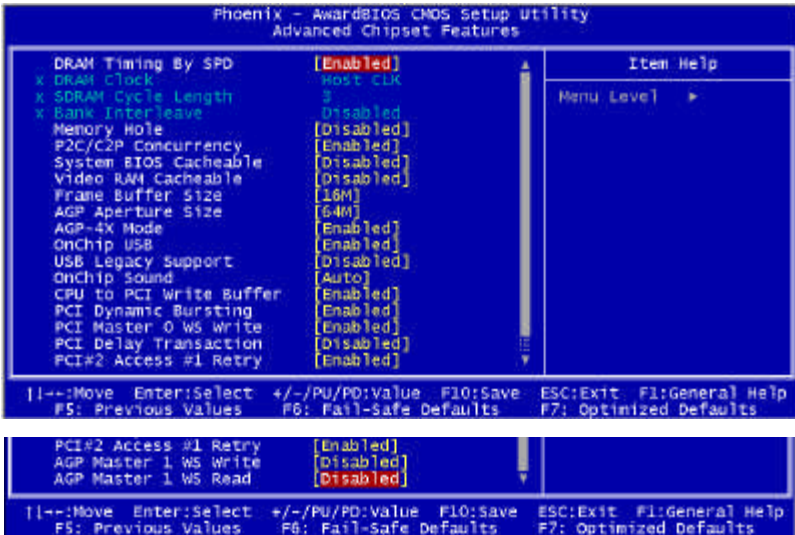 Phoenix - AwardBIOS CMOS Setup Utility
Advanced Chipset Features
DRAM Timing By SPD [Enabled]
x DRAM Clock Host CLK
x SDRAM Cycle Length 3
x Bank Interleave Disabled
Memory Hole [Disabled]
P2C/C2P Concurrency [Enabled]
System BIOS Cacheable [Disabled]
Video RAM Cacheable [Disabled]
Frame Buffer Size [16M]
AGP Aperture Size [64M]
AGP-4X Mode [Enabled]
OnChip USB [Enabled]
USB Legacy Support [Disabled]
OnChip Sound [Auto]
CPU to PCI Write Buffer [Enabled]
PCI Dynamic Bursting [Enabled]
PCI Master 0 WS Write [Enabled]
PCI Delay Transaction [Disabled]
PCI#2 Access #1 Retry [Enabled]
Item Help
Menu Level ►
↑↓→←:Move Enter:Select +/-/PU/PD:Value F10:Save ESC:Exit F1:General Help
F5: Previous Values F6: Fail-Safe Defaults F7: Optimized Defaults
PCI#2 Access #1 Retry [Enabled]
AGP Master 1 WS Write [Disabled]
AGP Master 1 WS Read [Disabled]
↑↓→←:Move Enter:Select +/-/PU/PD:Value F10:Save ESC:Exit F1:General Help
F5: Previous Values F6: Fail-Safe Defaults F7: Optimized Defaults